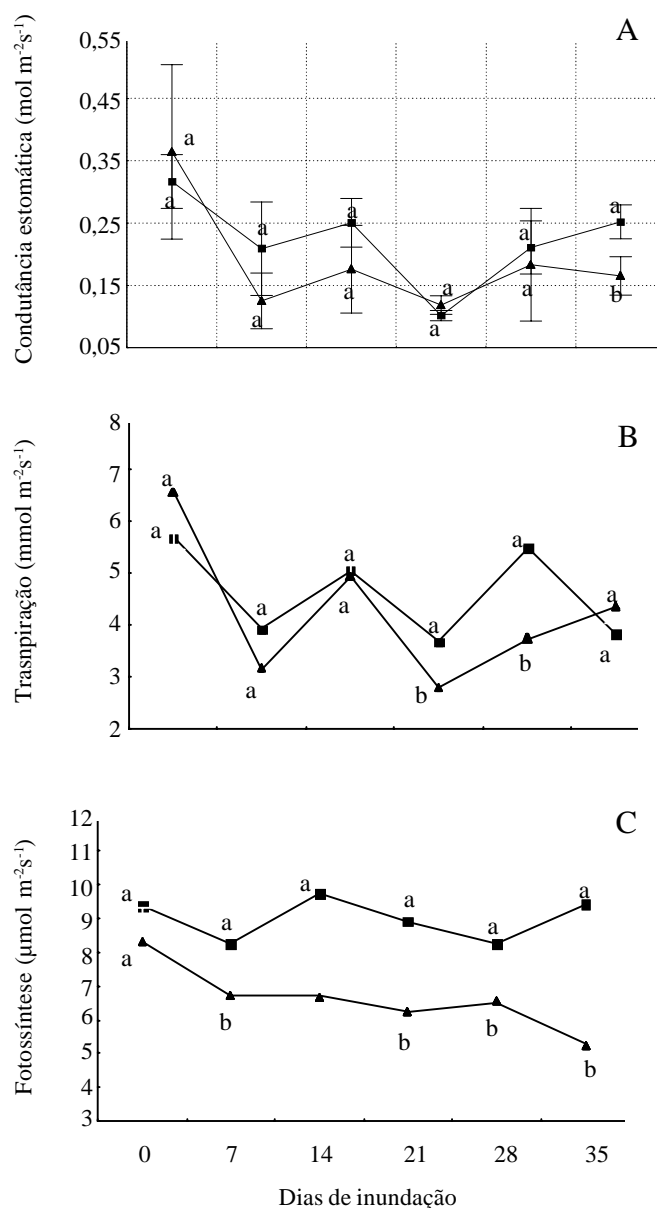 A
Condutância estomática (mol m⁻²s⁻¹)
0,55
0,45
0,35
0,25
0,15
0,05
a
a
a
a
a
a
a
a
a
a
a
b
B
Trasnpiração (mmol m⁻²s⁻¹)
8
7
6
5
4
3
2
a
a
a
a
a
a
a
b
a
b
a
a
C
Fotossíntese (µmol m⁻²s⁻¹)
12
11
10
9
8
7
6
5
4
3
a
a
a
b
a
a
b
a
b
a
b
0 7 14 21 28 35
Dias de inundação